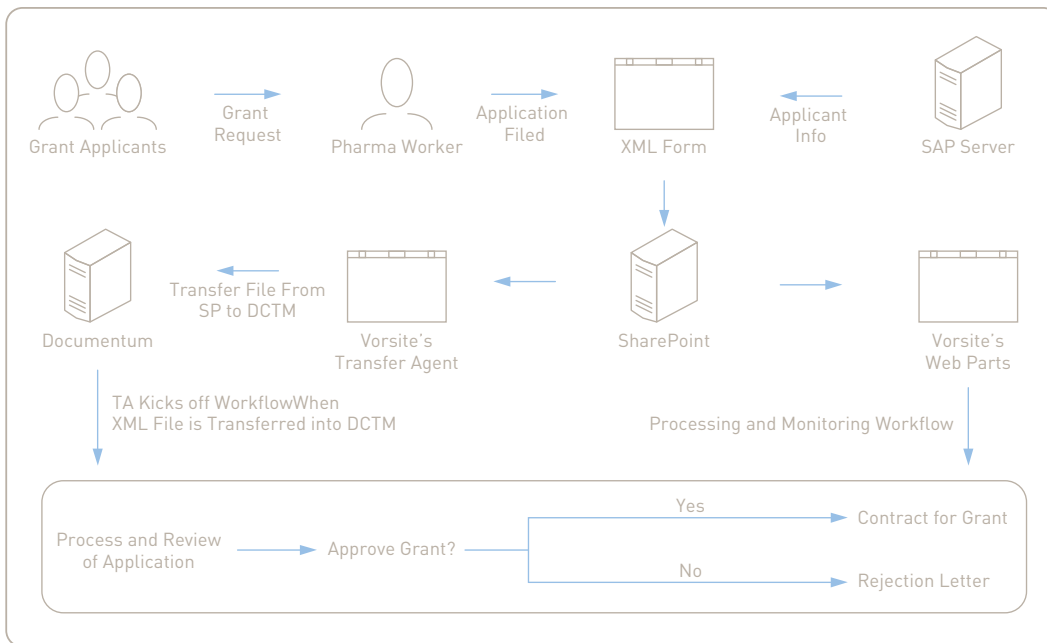 Grant
Request
Application
Filed
Applicant
Info
Grant Applicants
Pharma Worker
XML Form
SAP Server
Transfer File From
SP to DCTM
Documentum
Vorsite's
Transfer Agent
SharePoint
Vorsite's
Web Parts
TA Kicks off WorkflowWhen
XML File is Transferred into DCTM
Processing and Monitoring Workflow
Process and Review
of Application
Approve Grant?
Yes
Contract for Grant
No
Rejection Letter